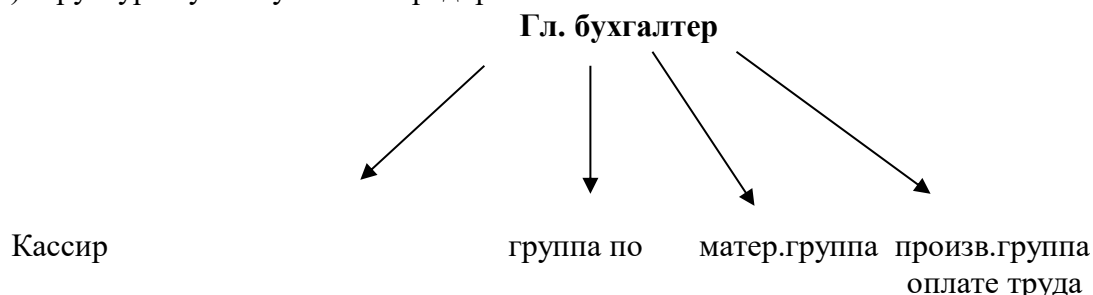 Гл. бухгалтер
Кассир группа по матер.группа произв.группа
оплате труда